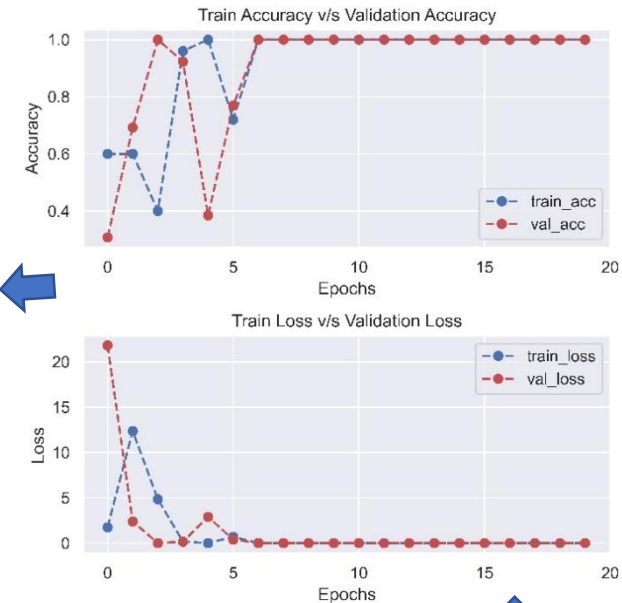 Train Accuracy v/s Validation Accuracy
1.0
0.8
0.6
0.4
Accuracy
train_acc
val_acc
0 5 10 15 20
Epochs
Train Loss v/s Validation Loss
20
15
10
5
0
Loss
train_loss
val_loss
0 5 10 15 20
Epochs